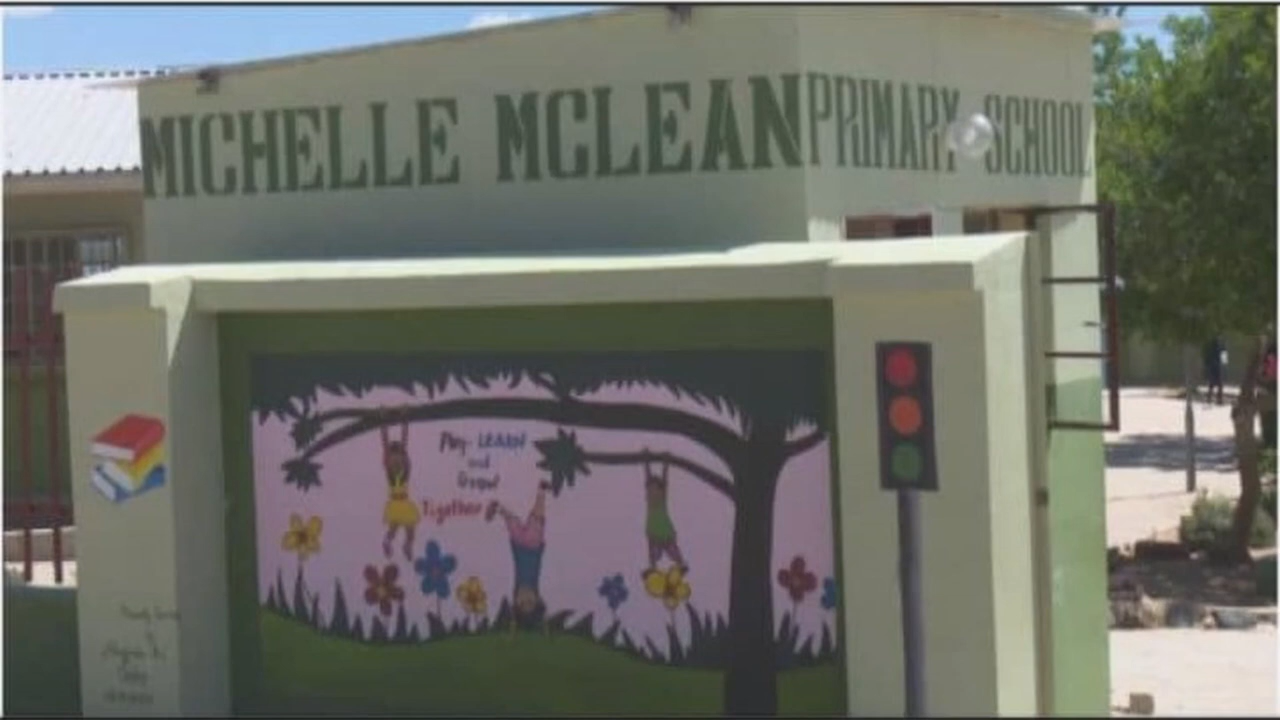 MICHELLE MCLEAN PRIMARY SCHOOL
Play LEARN
and
Grow
Together